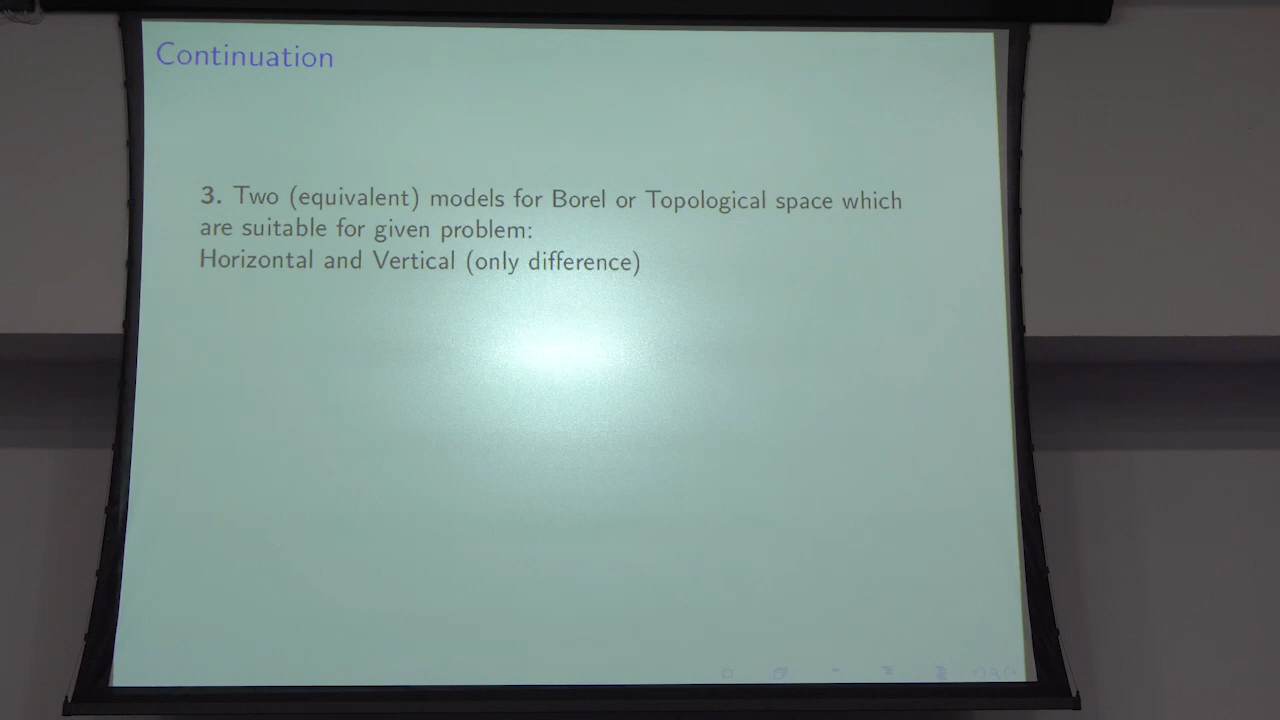 Continuation
3. Two (equivalent) models for Borel or Topological space which
are suitable for given problem:
Horizontal and Vertical (only difference)